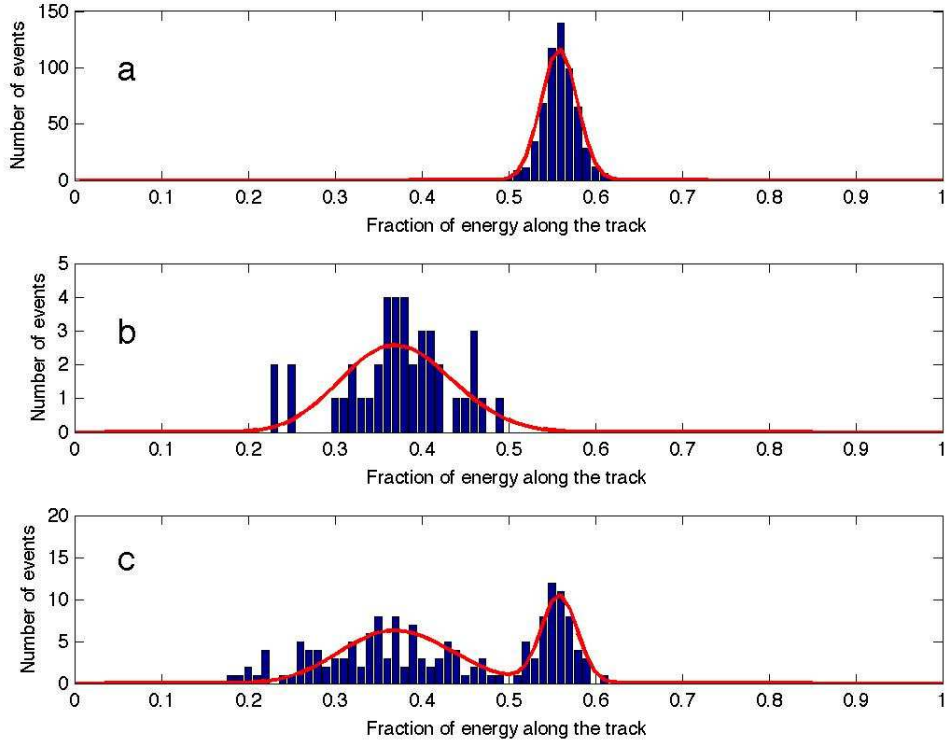 150
100
50
0
Number of events
a
0 0.1 0.2 0.3 0.4 0.5 0.6 0.7 0.8 0.9 1
Fraction of energy along the track
5
4
3
2
1
0
Number of events
b
0 0.1 0.2 0.3 0.4 0.5 0.6 0.7 0.8 0.9 1
Fraction of energy along the track
20
15
10
5
0
Number of events
c
0 0.1 0.2 0.3 0.4 0.5 0.6 0.7 0.8 0.9 1
Fraction of energy along the track